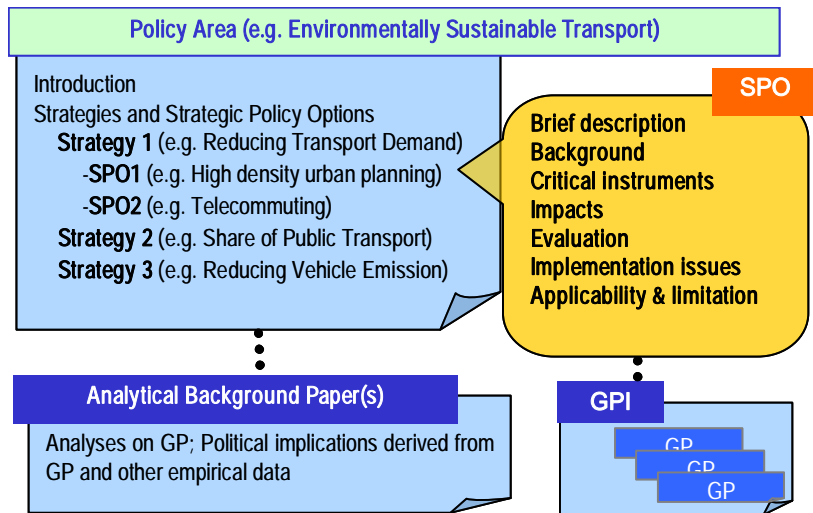 Policy Area (e.g. Environmentally Sustainable Transport)
Introduction
Strategies and Strategic Policy Options
Strategy 1 (e.g. Reducing Transport Demand)
-SPO1 (e.g. High density urban planning)
-SPO2 (e.g. Telecommuting)
Strategy 2 (e.g. Share of Public Transport)
Strategy 3 (e.g. Reducing Vehicle Emission)
SPO
Brief description
Background
Critical instruments
Impacts
Evaluation
Implementation issues
Applicability & limitation
Analytical Background Paper(s)
Analyses on GP; Political implications derived from
GP and other empirical data
GPI
GP
GP
GP